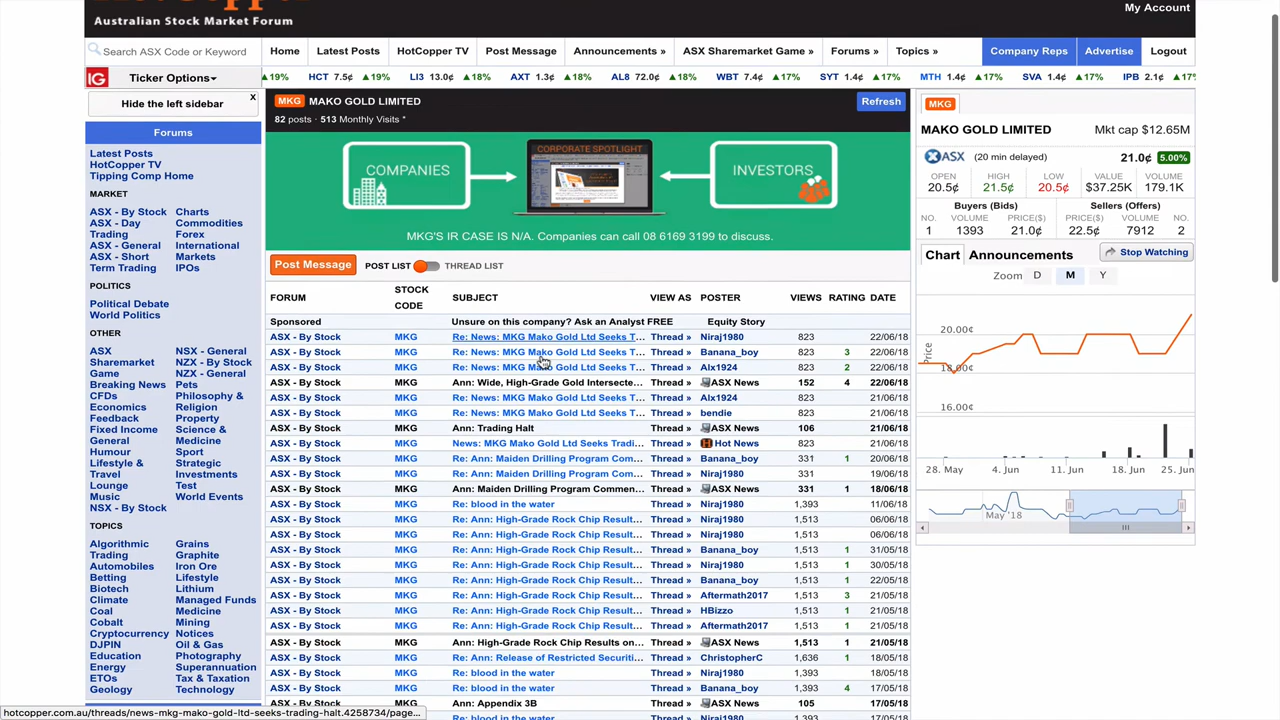 HotCopper
Australian Stock Market Forum
My Account
Search ASX Code or Keyword
Home
Latest Posts
HotCopper TV
Post Message
Announcements »
ASX Sharemarket Game »
Forums »
Topics »
Company Reps
Advertise
Logout
IG
Ticker Options
▲19% HCT 7.5¢ ▲19% LI3 13.0¢ ▲18% AXT 1.3¢ ▲18% AL8 72.0¢ ▲18% WBT 7.4¢ ▲17% SYT 1.4¢ ▲17% MTH 1.4¢ ▲17% SVA 1.4¢ ▲17% IPB 2.1¢ ▲17%
Hide the left sidebar
x
Forums
Latest Posts
HotCopper TV
Tipping Comp Home
MARKET
ASX - By Stock
ASX - Day
Trading
ASX - General
ASX - Short
Term Trading
Charts
Commodities
Forex
International
Markets
IPOs
POLITICS
Political Debate
World Politics
OTHER
ASX
Sharemarket
Game
Breaking News
CFDs
Economics
Feedback
Fixed Income
General
Humour
Lifestyle &
Travel
Lounge
Music
NSX - By Stock
NSX - General
NZX - By Stock
NZX - General
Pets
Philosophy &
Religion
Property
Science &
Medicine
Sport
Strategic
Investments
Test
World Events
TOPICS
Algorithmic
Trading
Automobiles
Betting
Biotech
Climate
Coal
Cobalt
Cryptocurrency
DJPIN
Education
Energy
ETOs
Geology
Grains
Graphite
Iron Ore
Lifestyle
Lithium
Managed Funds
Medicine
Mining
Notices
Oil & Gas
Photography
Superannuation
Tax & Taxation
Technology
MKG MAKO GOLD LIMITED
82 posts · 513 Monthly Visits *
Refresh
COMPANIES
CORPORATE SPOTLIGHT
INVESTORS
MKG'S IR CASE IS N/A. Companies can call 08 6169 3199 to discuss.
Post Message
POST LIST
THREAD LIST
FORUM STOCK CODE SUBJECT VIEW AS POSTER VIEWS RATING DATE
Sponsored Unsure on this company? Ask an Analyst FREE Equity Story
ASX - By Stock MKG Re: News: MKG Mako Gold Ltd Seeks T... Thread » Niraj1980 823 22/06/18
ASX - By Stock MKG Re: News: MKG Mako Gold Ltd Seeks T... Thread » Banana_boy 823 3 22/06/18
ASX - By Stock MKG Re: News: MKG Mako Gold Ltd Seeks T... Thread » Alx1924 823 2 22/06/18
ASX - By Stock MKG Ann: Wide, High-Grade Gold Intersecte... Thread » ASX News 152 4 22/06/18
ASX - By Stock MKG Re: News: MKG Mako Gold Ltd Seeks T... Thread » Alx1924 823 21/06/18
ASX - By Stock MKG Re: News: MKG Mako Gold Ltd Seeks T... Thread » bendie 823 21/06/18
ASX - By Stock MKG Ann: Trading Halt Thread » ASX News 106 21/06/18
ASX - By Stock MKG News: MKG Mako Gold Ltd Seeks Tradi... Thread » H Hot News 823 21/06/18
ASX - By Stock MKG Re: Ann: Maiden Drilling Program Com... Thread » Banana_boy 331 1 20/06/18
ASX - By Stock MKG Re: Ann: Maiden Drilling Program Com... Thread » Niraj1980 331 19/06/18
ASX - By Stock MKG Ann: Maiden Drilling Program Commen... Thread » ASX News 331 1 18/06/18
ASX - By Stock MKG Re: blood in the water Thread » Niraj1980 1,393 11/06/18
ASX - By Stock MKG Re: Ann: High-Grade Rock Chip Result... Thread » Niraj1980 1,513 06/06/18
ASX - By Stock MKG Re: Ann: High-Grade Rock Chip Result... Thread » Niraj1980 1,513 06/06/18
ASX - By Stock MKG Re: Ann: High-Grade Rock Chip Result... Thread » Banana_boy 1,513 1 31/05/18
ASX - By Stock MKG Re: Ann: High-Grade Rock Chip Result... Thread » Niraj1980 1,513 30/05/18
ASX - By Stock MKG Re: Ann: High-Grade Rock Chip Result... Thread » Banana_boy 1,513 1 22/05/18
ASX - By Stock MKG Re: Ann: High-Grade Rock Chip Result... Thread » Aftermath2017 1,513 3 21/05/18
ASX - By Stock MKG Re: Ann: High-Grade Rock Chip Result... Thread » HBizzo 1,513 1 21/05/18
ASX - By Stock MKG Re: Ann: High-Grade Rock Chip Result... Thread » Aftermath2017 1,513 1 21/05/18
ASX - By Stock MKG Ann: High-Grade Rock Chip Results on... Thread » ASX News 1,513 1 21/05/18
ASX - By Stock MKG Re: Ann: Release of Restricted Securiti... Thread » ChristopherC 1,636 1 18/05/18
ASX - By Stock MKG Re: blood in the water Thread » Niraj1980 1,393 18/05/18
ASX - By Stock MKG Re: blood in the water Thread » Banana_boy 1,393 4 17/05/18
ASX - By Stock MKG Ann: Appendix 3B Thread » ASX News 105 17/05/18
ASX - By Stock MKG Re: blood in the water Thread » Niraj1980 1,393 17/05/18
MKG
MAKO GOLD LIMITED Mkt cap $12.65M
ASX (20 min delayed) 21.0¢ 5.00%
OPEN HIGH LOW VALUE VOLUME
20.5¢ 21.5¢ 20.5¢ $37.25K 179.1K
Buyers (Bids) Sellers (Offers)
NO. VOLUME PRICE($) PRICE($) VOLUME NO.
1 1393 21.0¢ 22.5¢ 7912 2
Chart Announcements
Stop Watching
Zoom D M Y
Price
20.00¢
18.00¢
16.00¢
28. May 4. Jun 11. Jun 18. Jun 25. Jun
May '18
hotcopper.com.au/threads/news-mkg-mako-gold-ltd-seeks-trading-halt.4258734/page...